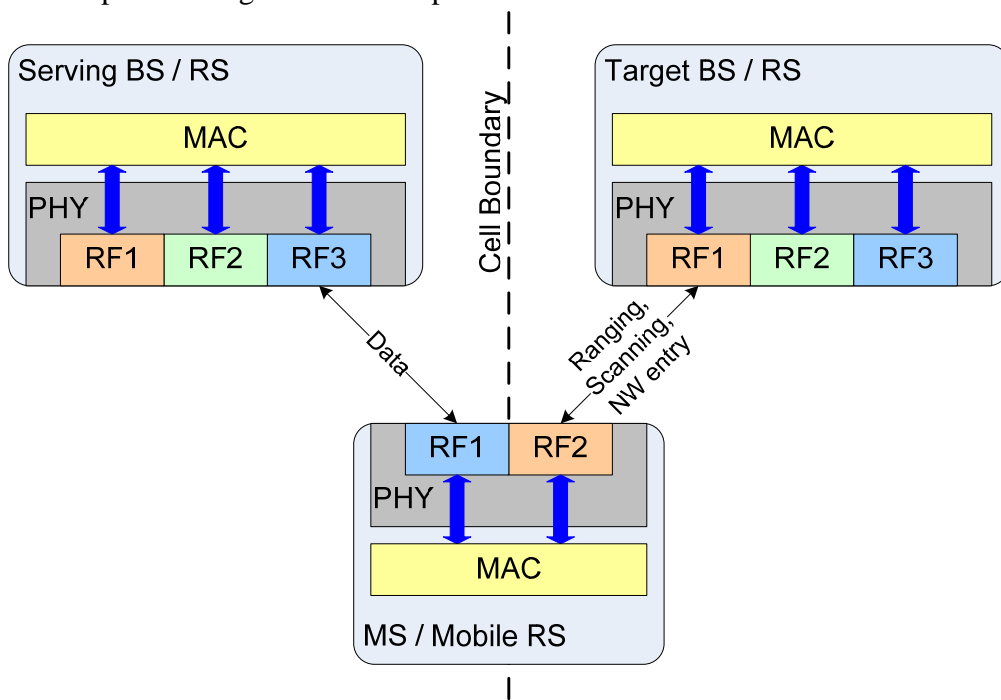 Serving BS / RS
MAC
PHY
RF1
RF2
RF3
Cell Boundary
Target BS / RS
MAC
PHY
RF1
RF2
RF3
Data
Ranging,
Scanning,
NW entry
RF1
RF2
PHY
MAC
MS / Mobile RS